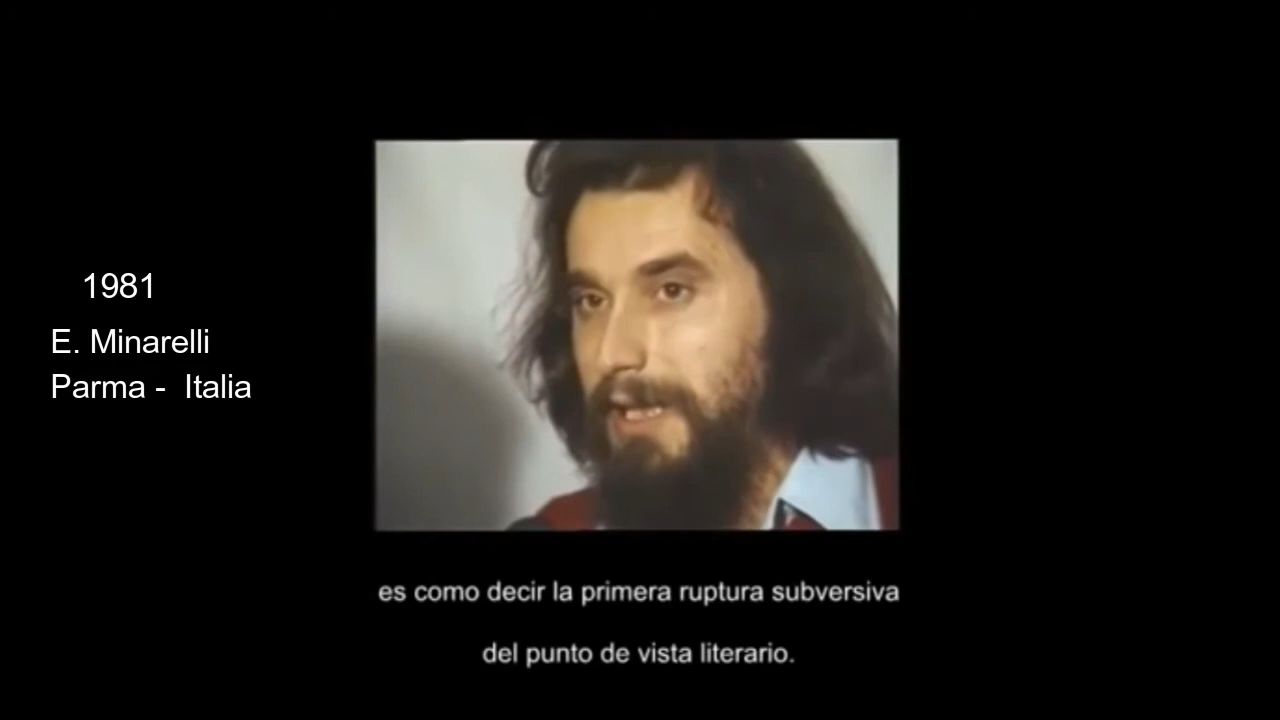 1981
E. Minarelli
Parma - Italia
es como decir la primera ruptura subversiva
del punto de vista literario.